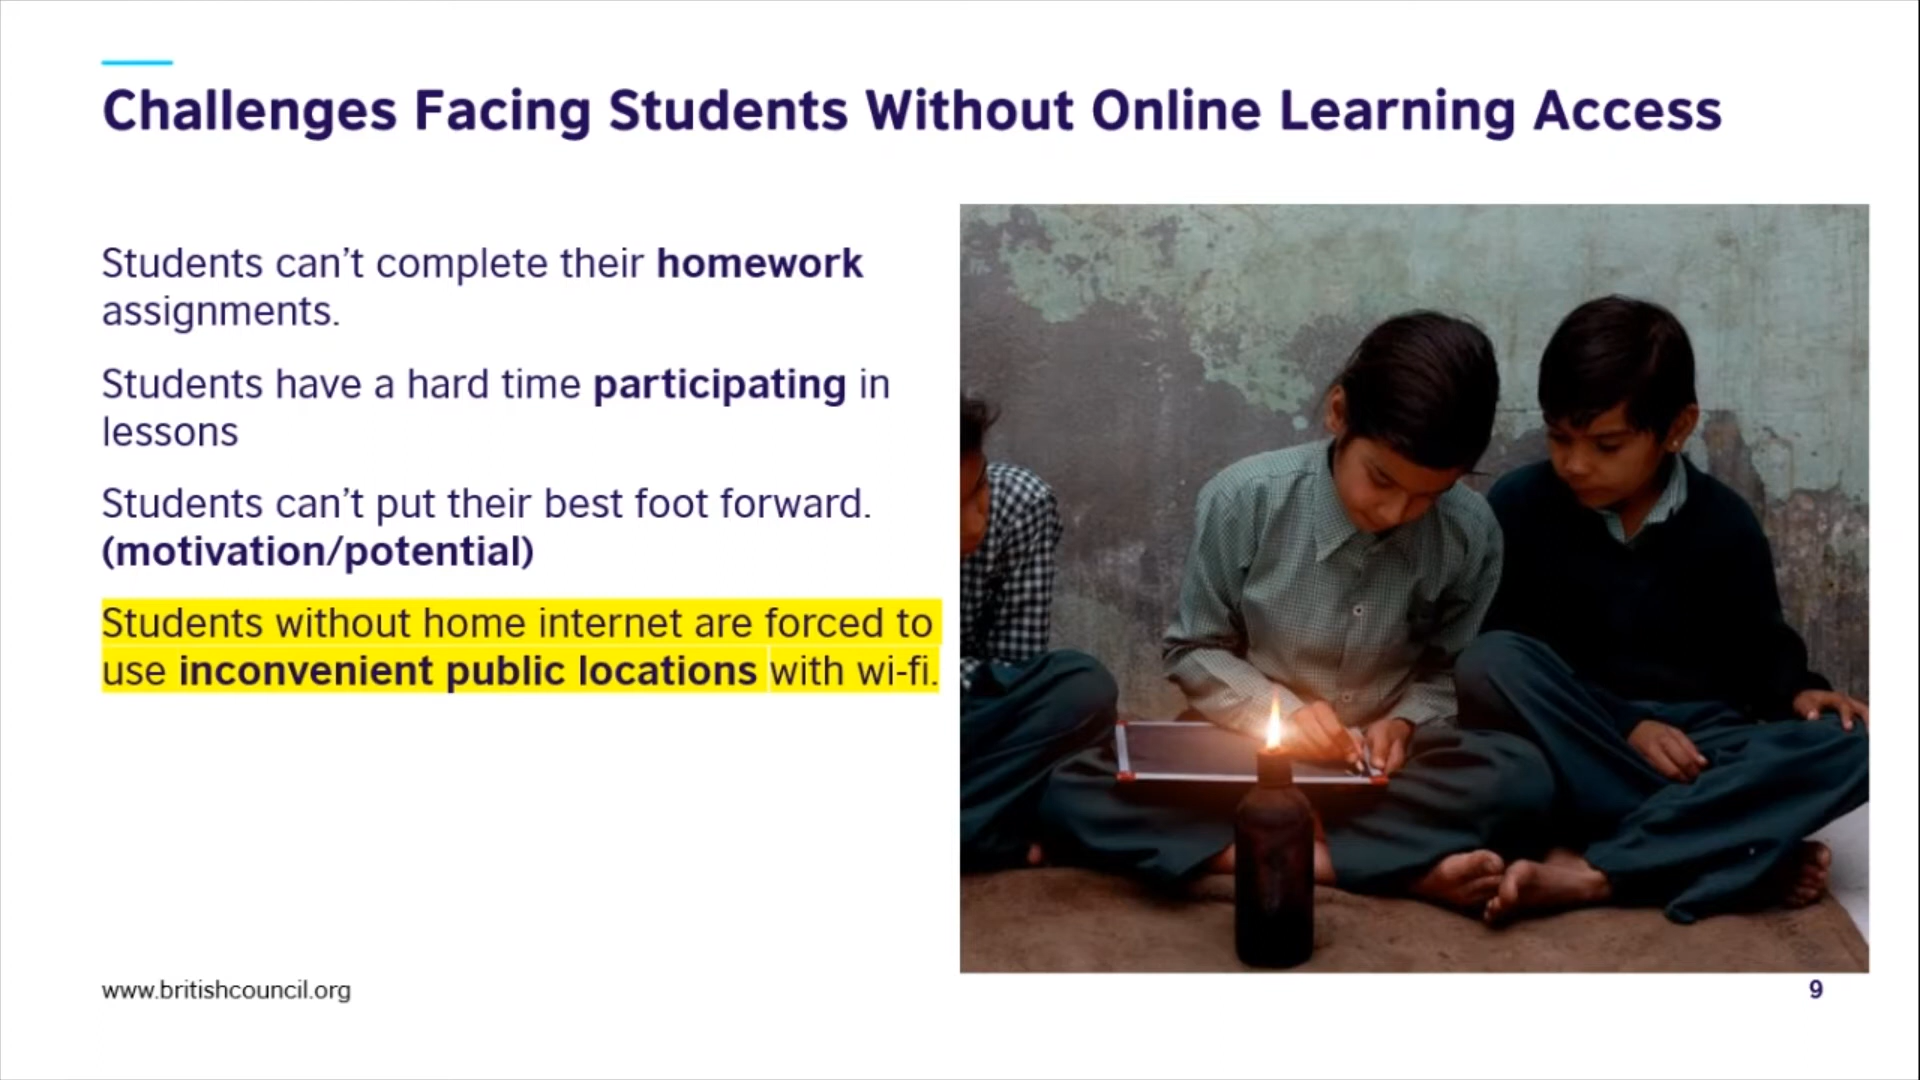 Challenges Facing Students Without Online Learning Access
Students can’t complete their homework
assignments.
Students have a hard time participating in
lessons
Students can’t put their best foot forward.
(motivation/potential)
Students without home internet are forced to
use inconvenient public locations with wi-fi.
www.britishcouncil.org
9